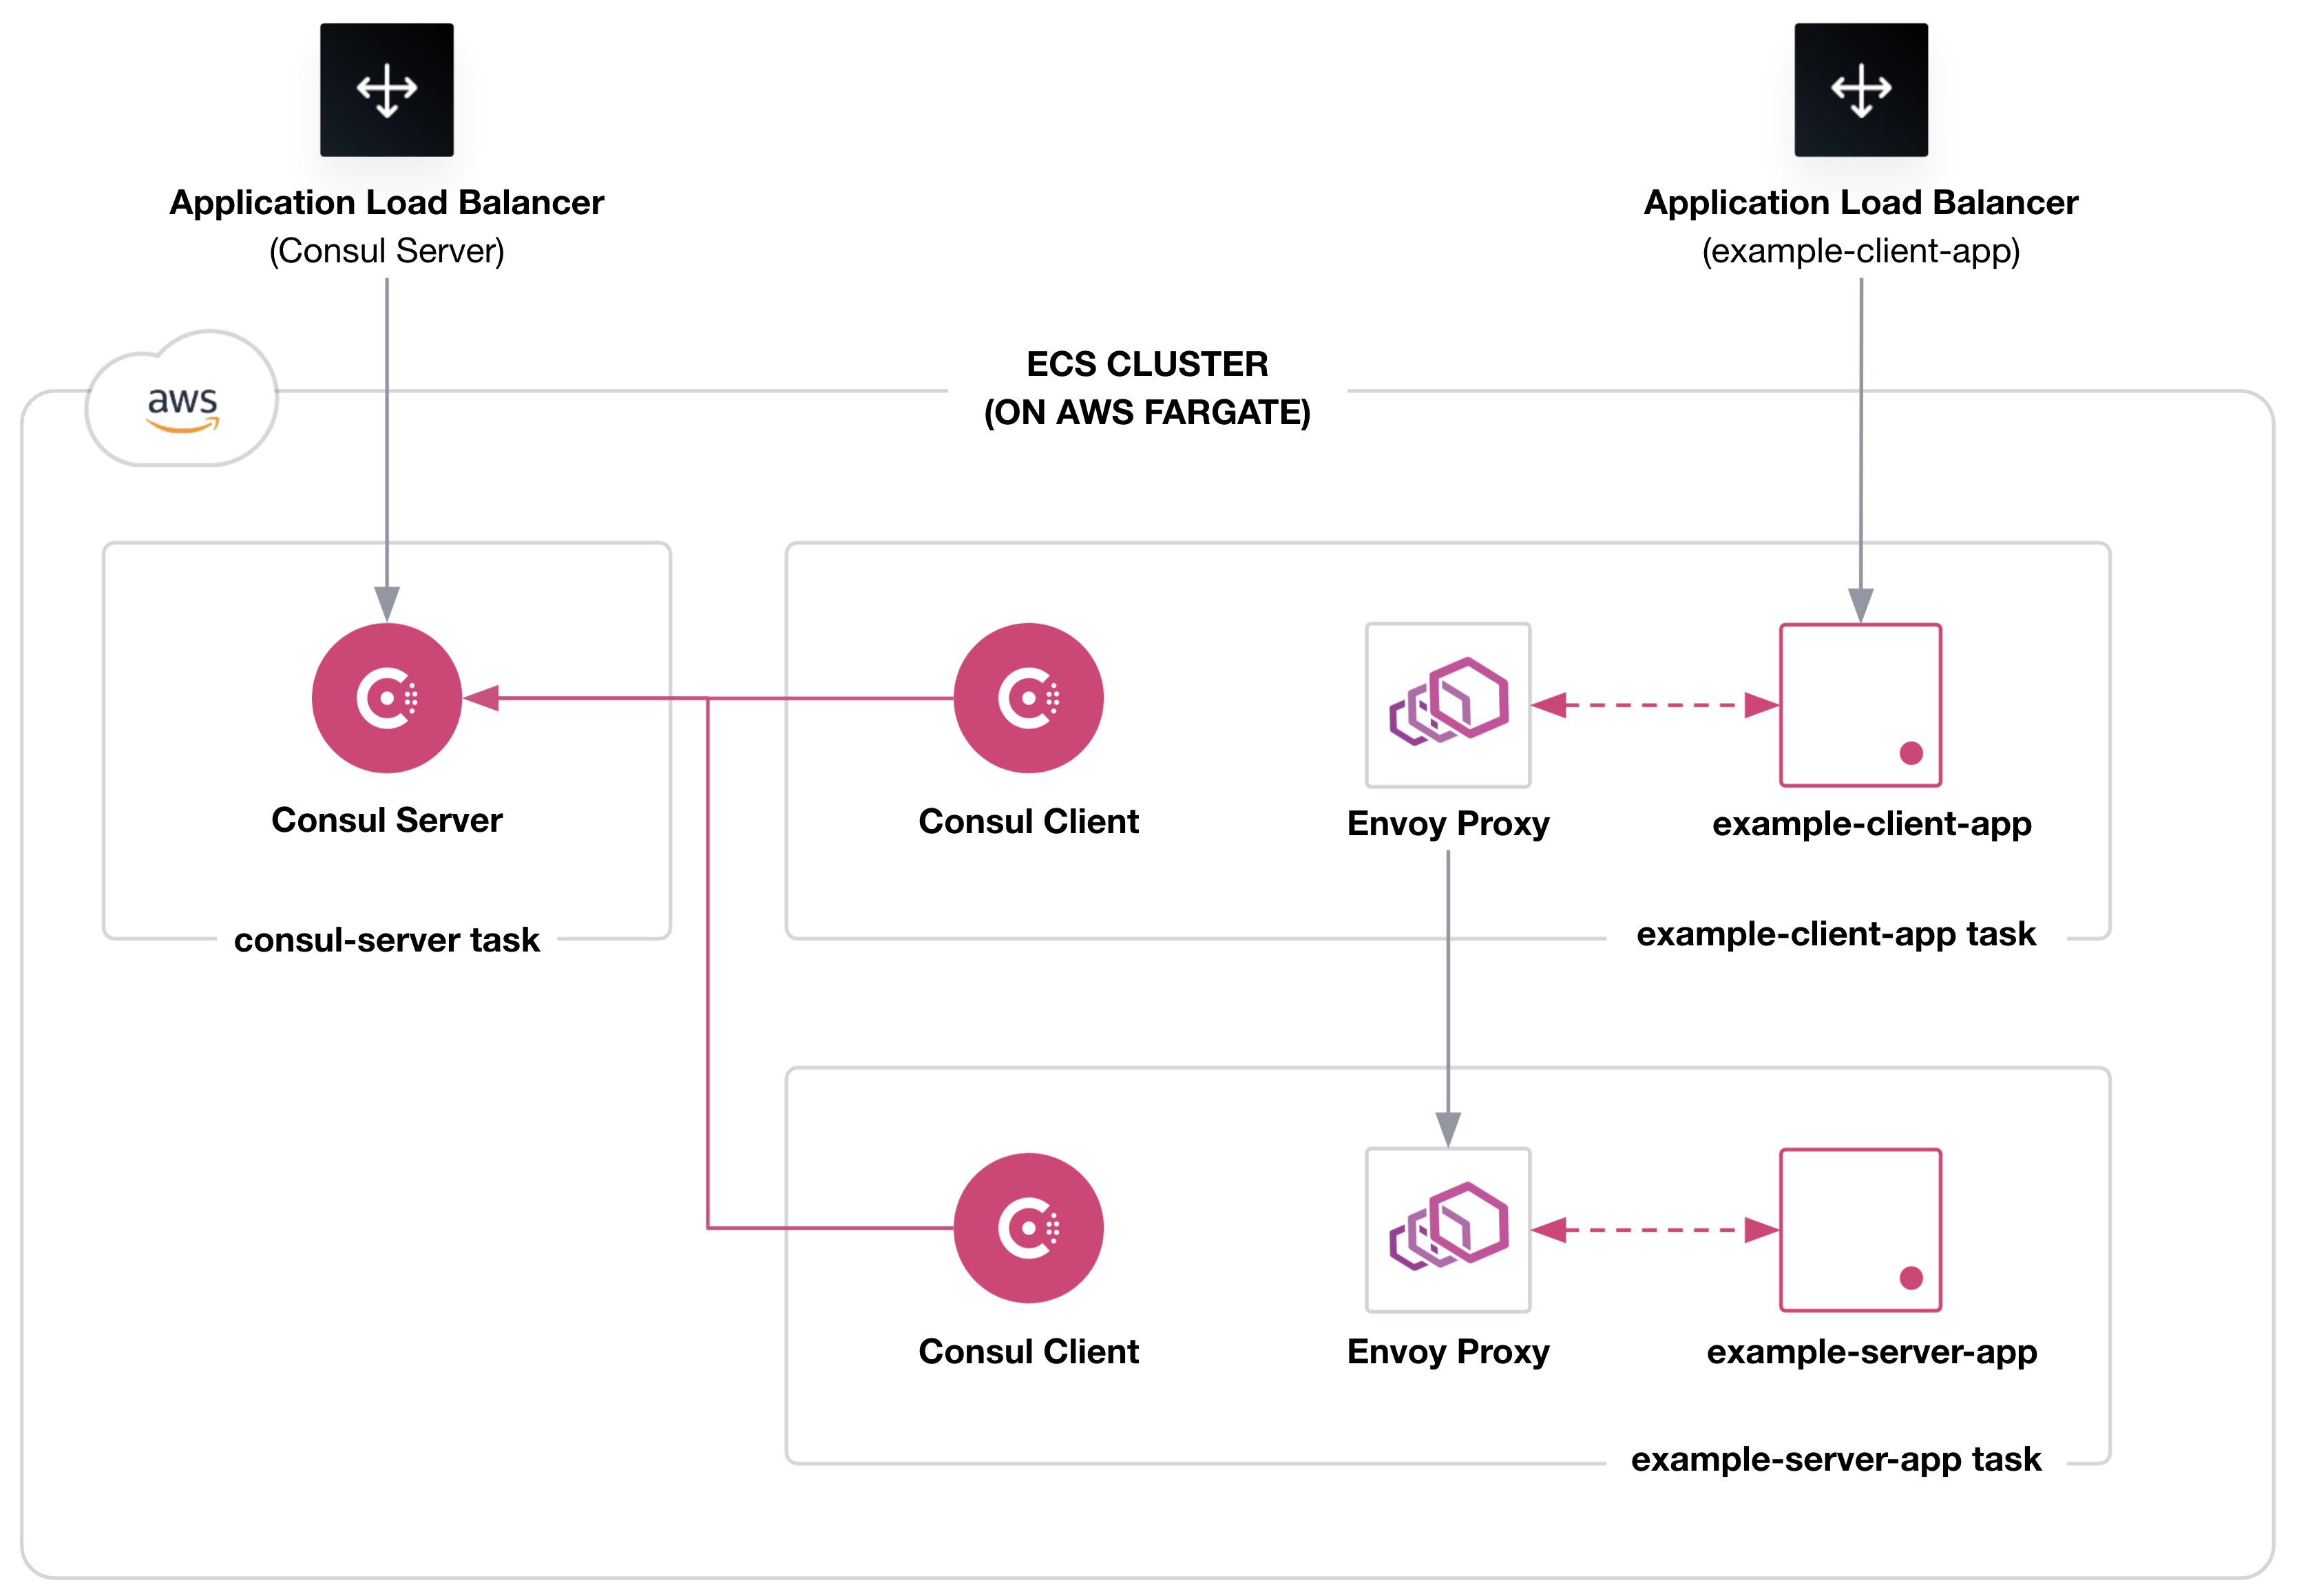 Application Load Balancer
(Consul Server)
Application Load Balancer
(example-client-app)
aws
ECS CLUSTER
(ON AWS FARGATE)
Consul Server
consul-server task
Consul Client
Envoy Proxy
example-client-app
example-client-app task
Consul Client
Envoy Proxy
example-server-app
example-server-app task